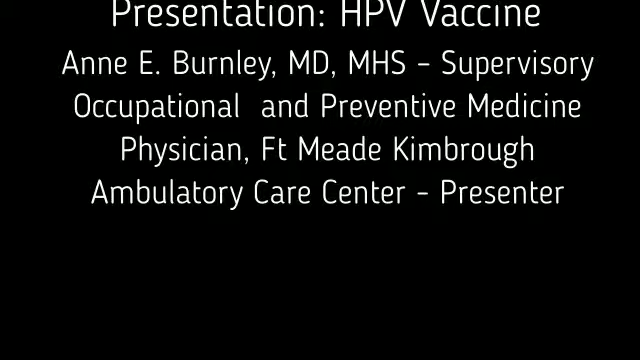 Presentation: HPV Vaccine
Anne E. Burnley, MD, MHS – Supervisory
Occupational  and Preventive Medicine
Physician, Ft Meade Kimbrough
Ambulatory Care Center - Presenter